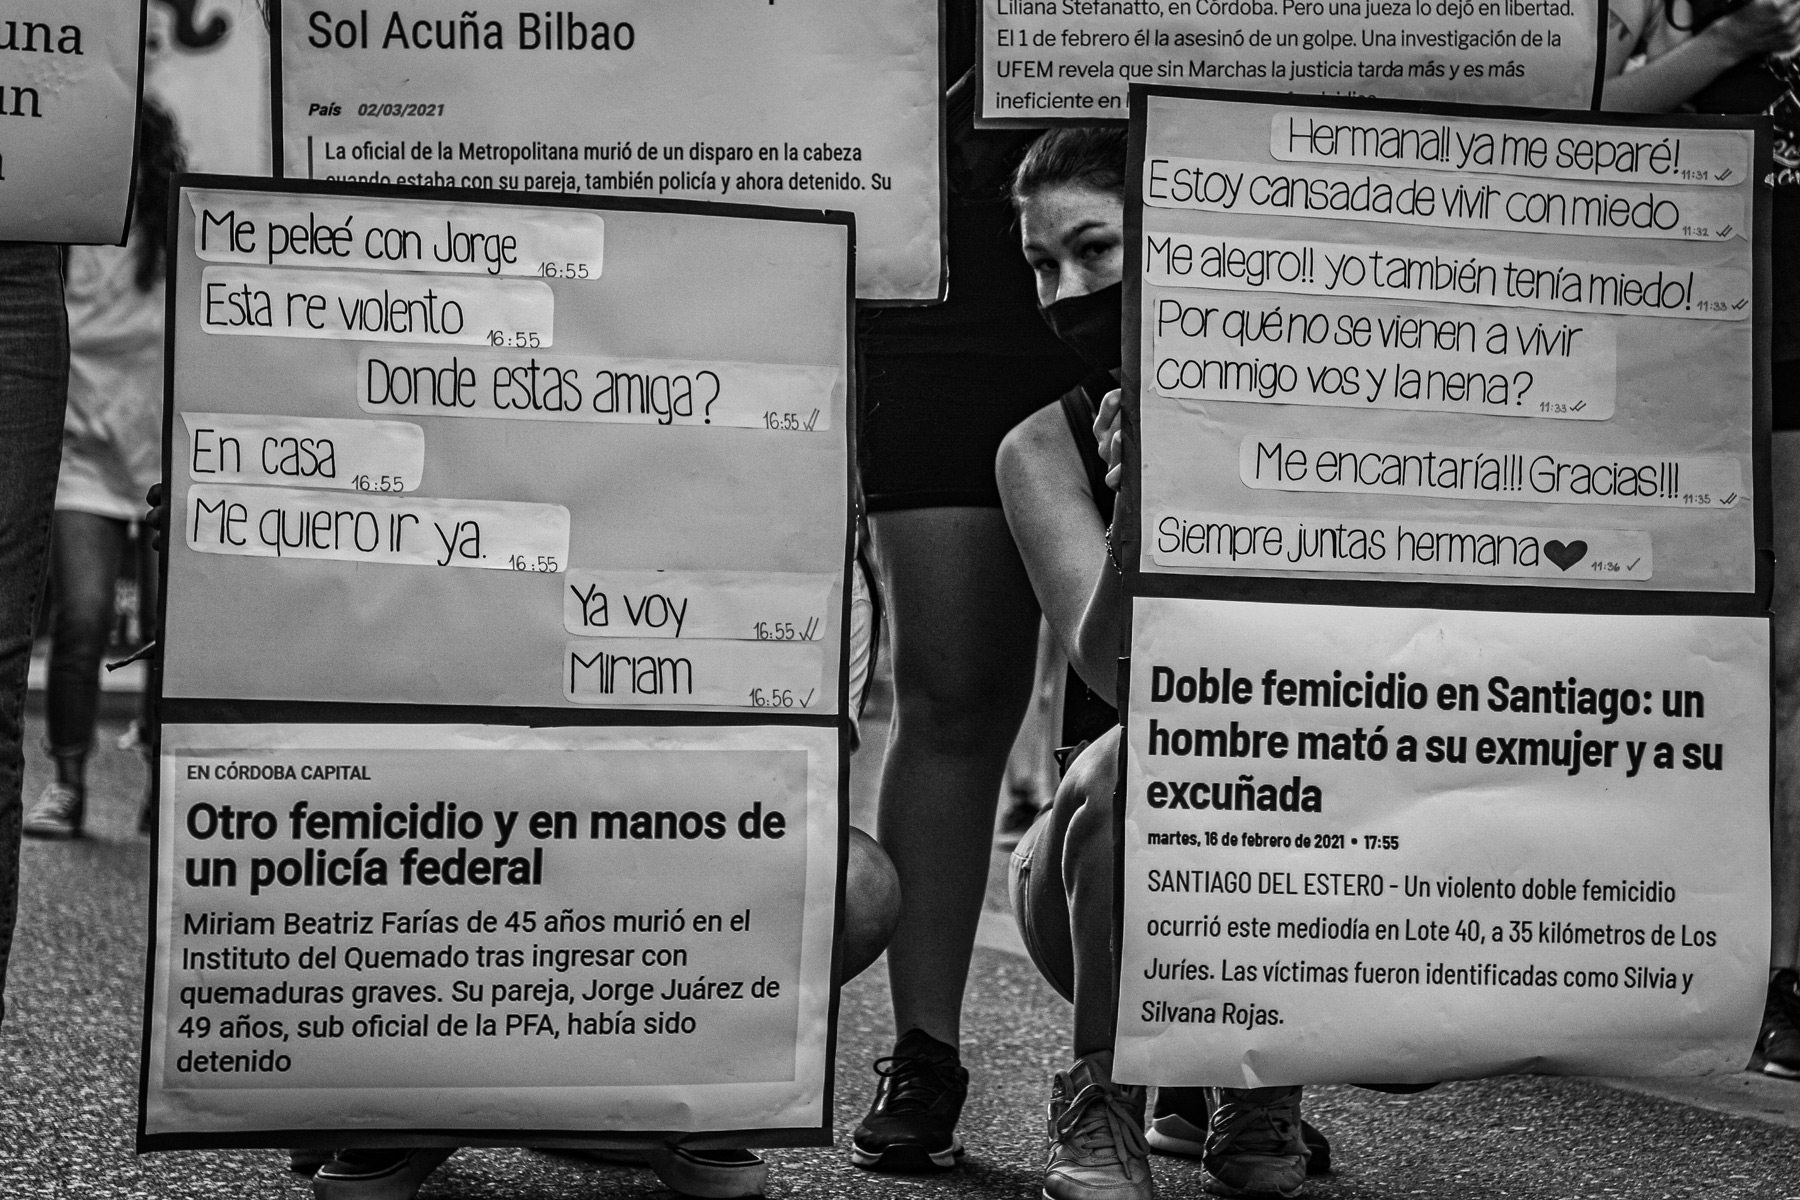 una
Sol Acuña Bilbao
País 02/03/2021
La oficial de la Metropolitana murió de un disparo en la cabeza
cuando estaba con su pareja, también policía y ahora detenido. Su
Liliana Stefanatto, en Córdoba. Pero una jueza lo dejó en libertad.
El 1 de febrero él la asesinó de un golpe. Una investigación de la
UFEM revela que sin Marchas la justicia tarda más y es más
ineficiente en
Me peleé con Jorge 16:55
Esta re violento 16:55
Donde estas amiga? 16:55
En casa 16:55
Me quiero ir ya. 16:55
Ya voy 16:55
Miriam 16:56
EN CÓRDOBA CAPITAL
Otro femicidio y en manos de
un policía federal
Miriam Beatriz Farías de 45 años murió en el
Instituto del Quemado tras ingresar con
quemaduras graves. Su pareja, Jorge Juárez de
49 años, sub oficial de la PFA, había sido
detenido
Hermana!! ya me separé! 11:31
Estoy cansada de vivir con miedo 11:32
Me alegro!! yo también tenía miedo! 11:33
Por qué no se vienen a vivir
conmigo vos y la nena? 11:33
Me encantaría!!! Gracias!!! 11:35
Siempre juntas hermana ♥ 11:36
Doble femicidio en Santiago: un
hombre mató a su exmujer y a su
excuñada
martes, 16 de febrero de 2021 • 17:55
SANTIAGO DEL ESTERO - Un violento doble femicidio
ocurrió este mediodía en Lote 40, a 35 kilómetros de Los
Juríes. Las víctimas fueron identificadas como Silvia y
Silvana Rojas.